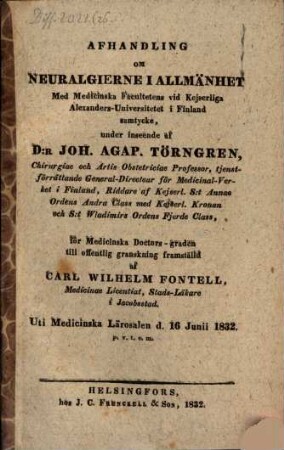 AFHANDLING
OM
NEURALGIERNE I ALLMÄNHET
Med Medicinska Facultetens vid Kejserliga
Alexanders-Universitetet i Finland
samtycke,
under inseende af
D:R JOH. AGAP. TÖRNGREN,
Chirurgiae och Artis Obstetriciae Professor, tjenst-
förrättande General-Directeur för Medicinal-Ver-
ket i Finland, Riddare af Kejserl. S:t Annae
Ordens Andra Class med Kejserl. Kronan
och S:t Wladimirs Ordens Fjerde Class,
för Medicinska Doctors-graden
till offentlig granskning framställd
af
CARL WILHELM FONTELL,
Medicinae Licentiat, Stads-Läkare
i Jacobsstad.
Uti Medicinska Lärosalen d. 16 Junii 1832.
p. v. t. s. m.
HELSINGFORS,
hos J. C. FRENCKELL & SON, 1832.